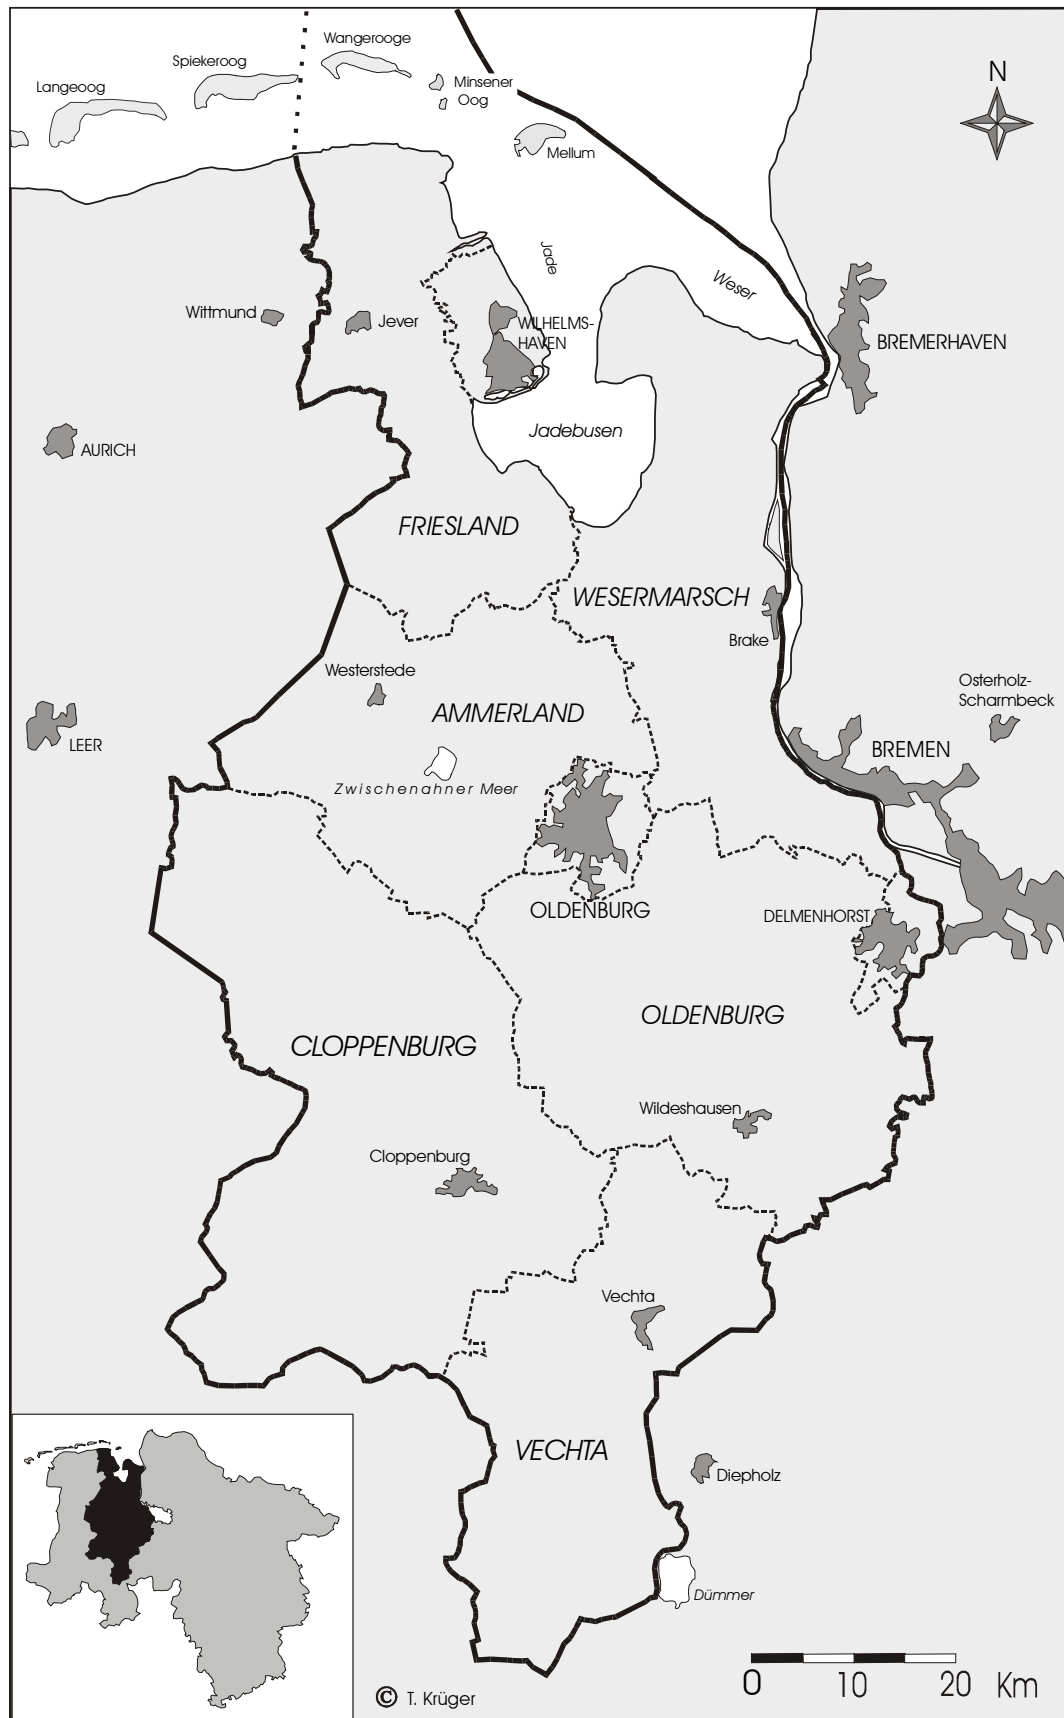 Wangerooge
Spiekeroog
Langeoog
Minsener
Oog
Mellum
N
Jade
Weser
Wittmund
Jever
WILHELMS-
HAVEN
BREMERHAVEN
Jadebusen
AURICH
FRIESLAND
WESERMARSCH
Brake
Westerstede
Osterholz-
Scharmbeck
AMMERLAND
LEER
BREMEN
Zwischenahner Meer
OLDENBURG
DELMENHORST
OLDENBURG
CLOPPENBURG
Wildeshausen
Cloppenburg
Vechta
VECHTA
Diepholz
Dümmer
0 10 20 Km
© T. Krüger